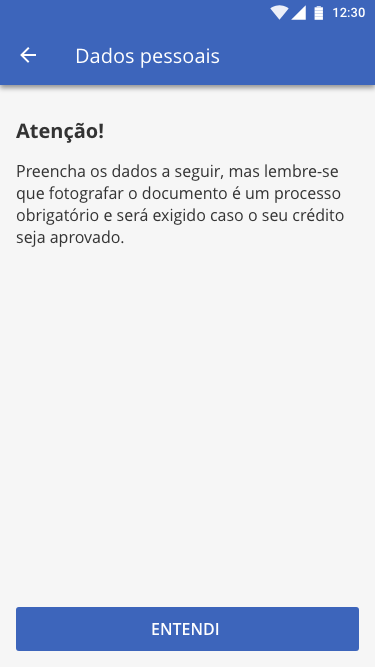 12:30
Dados pessoais
Atenção!
Preencha os dados a seguir, mas lembre-se
que fotografar o documento é um processo
obrigatório e será exigido caso o seu crédito
seja aprovado.
ENTENDI